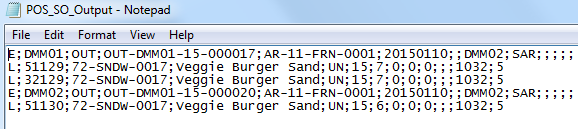 POS_SO_Output - Notepad
File Edit Format View Help
E;DMM01;OUT;OUT-DMM01-15-000017;AR-11-FRN-0001;20150110;;DMM02;SAR;;;;;
L;51129;72-SNDW-0017;Veggie Burger Sand;UN;15;7;0;0;;;1032;5
L;32129;72-SNDW-0017;Veggie Burger Sand;UN;15;7;0;0;;;1032;5
E;DMM02;OUT;OUT-DMM01-15-000020;AR-11-FRN-0001;20150110;;DMM02;SAR;;;;;
L;51130;72-SNDW-0017;Veggie Burger Sand;UN;15;6;0;0;;;1032;5